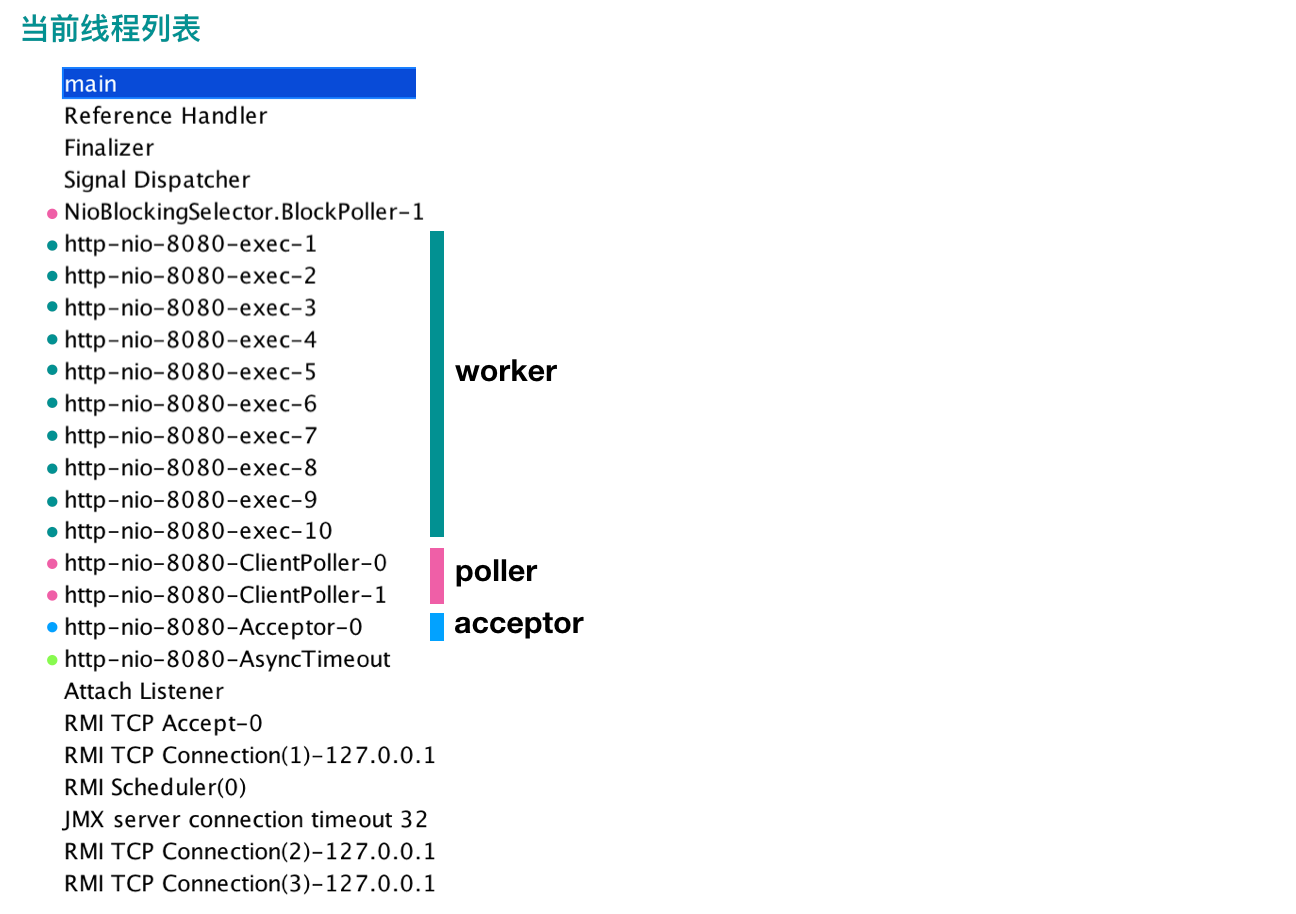 当前线程列表
main
Reference Handler
Finalizer
Signal Dispatcher
NioBlockingSelector.BlockPoller-1
http-nio-8080-exec-1
http-nio-8080-exec-2
http-nio-8080-exec-3
http-nio-8080-exec-4
http-nio-8080-exec-5
worker
http-nio-8080-exec-6
http-nio-8080-exec-7
http-nio-8080-exec-8
http-nio-8080-exec-9
http-nio-8080-exec-10
http-nio-8080-ClientPoller-0
poller
http-nio-8080-ClientPoller-1
http-nio-8080-Acceptor-0
acceptor
http-nio-8080-AsyncTimeout
Attach Listener
RMI TCP Accept-0
RMI TCP Connection(1)-127.0.0.1
RMI Scheduler(0)
JMX server connection timeout 32
RMI TCP Connection(2)-127.0.0.1
RMI TCP Connection(3)-127.0.0.1